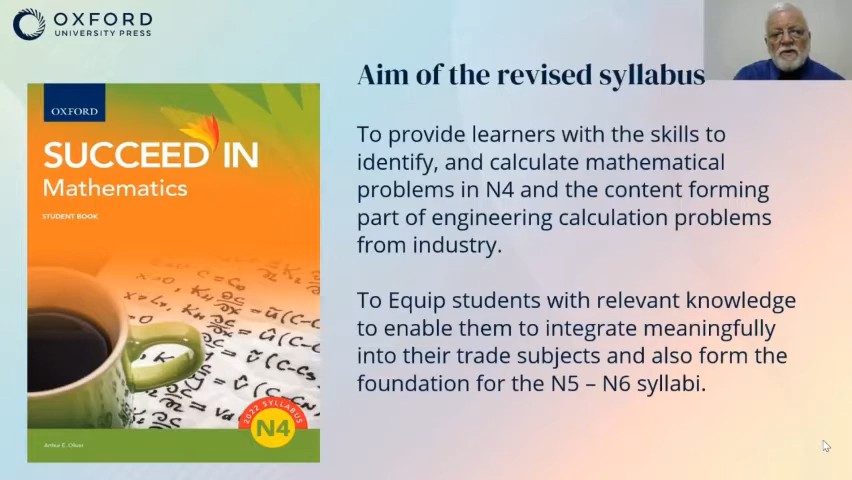 OXFORD
UNIVERSITY PRESS
Aim of the revised syllabus
To provide learners with the skills to
identify, and calculate mathematical
problems in N4 and the content forming
part of engineering calculation problems
from industry.
To Equip students with relevant knowledge
to enable them to integrate meaningfully
into their trade subjects and also form the
foundation for the N5 – N6 syllabi.
OXFORD
SUCCEED IN
Mathematics
STUDENT BOOK
2022 SYLLABUS
N4
Arthur E. Oliver